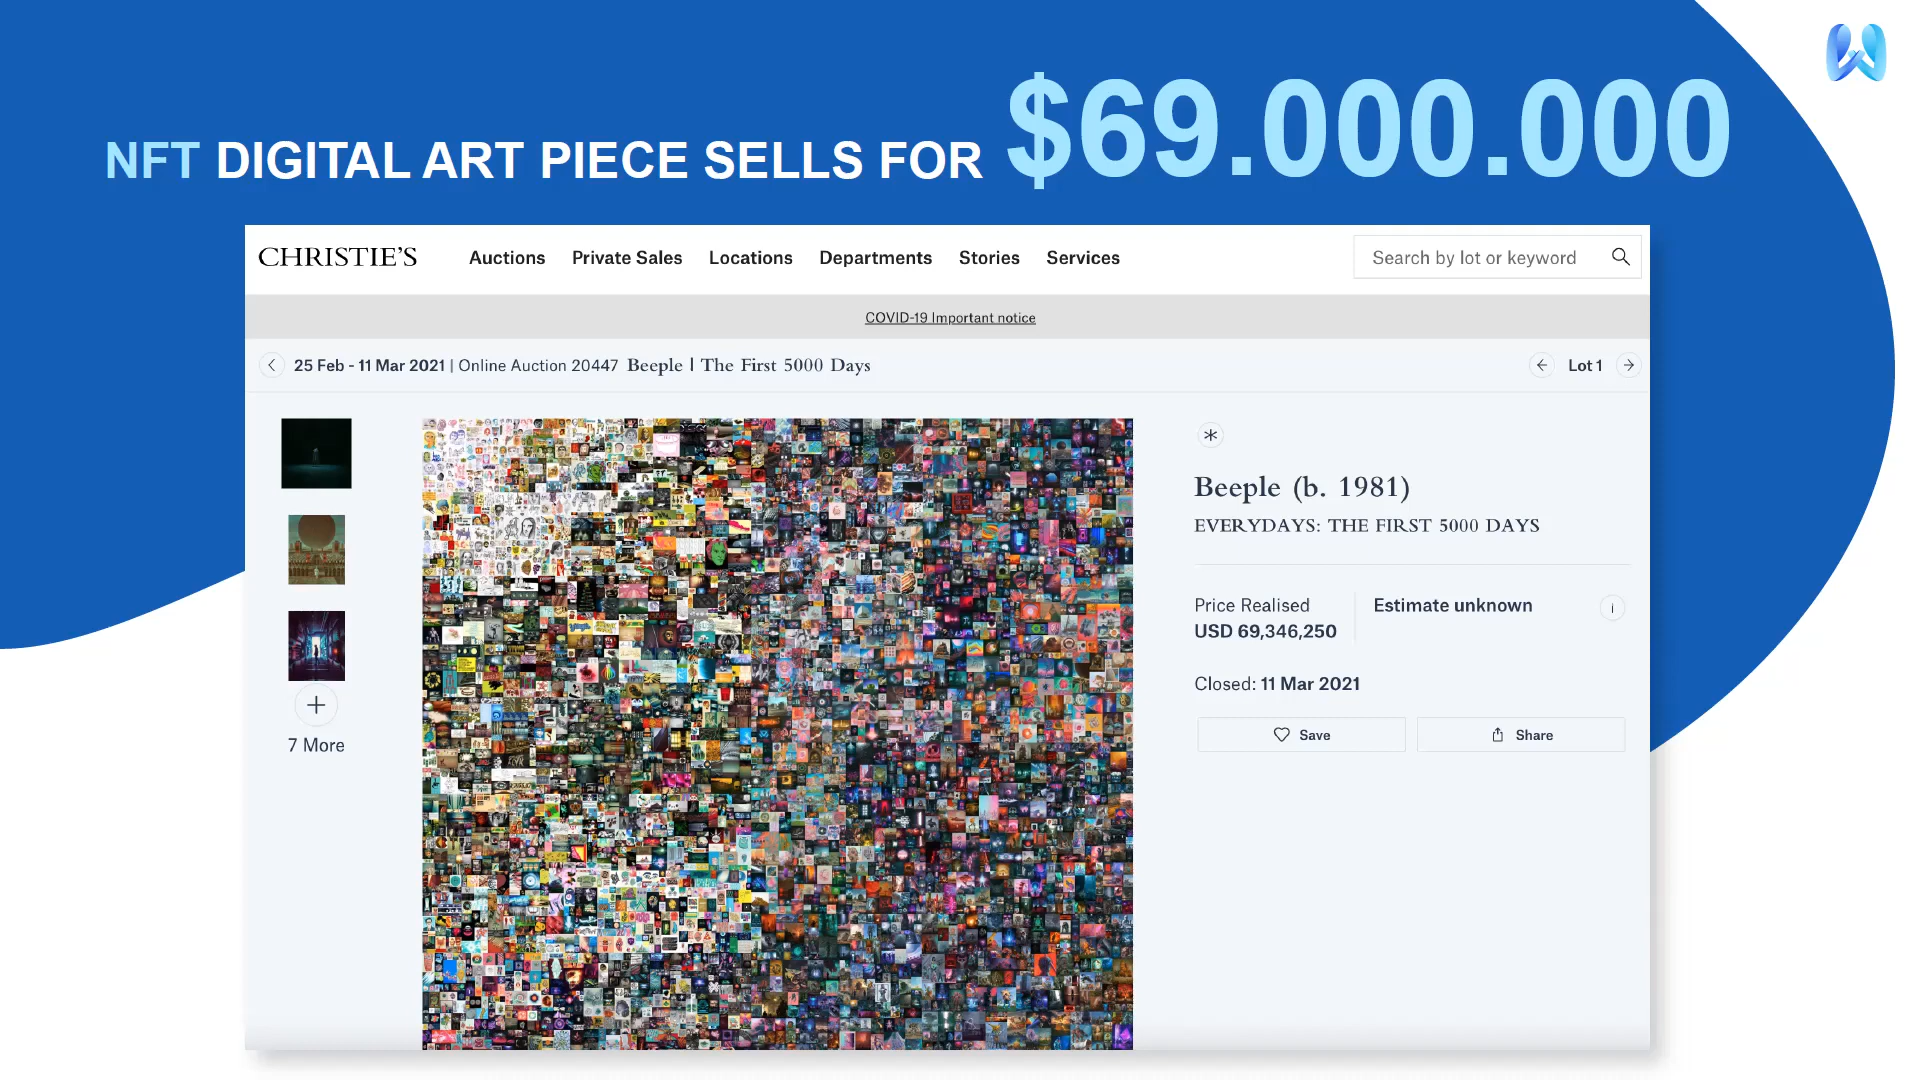 NFT DIGITAL ART PIECE SELLS FOR $69.000.000
CHRISTIE'S Auctions Private Sales Locations Departments Stories Services Search by lot or keyword
COVID-19 Important notice
25 Feb - 11 Mar 2021 | Online Auction 20447 Beeple | The First 5000 Days Lot 1
Beeple (b. 1981)
EVERYDAYS: THE FIRST 5000 DAYS
Price Realised Estimate unknown i
USD 69,346,250
Closed: 11 Mar 2021
Save Share
7 More